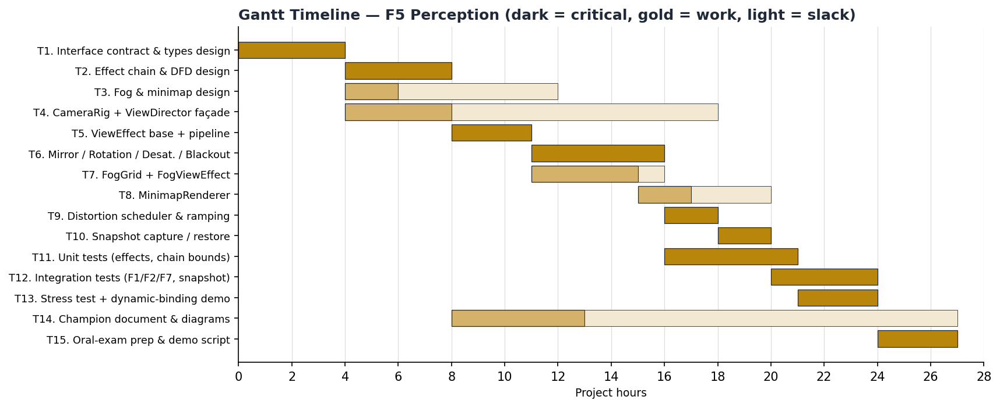 Gantt Timeline — F5 Perception (dark = critical, gold = work, light = slack)
T1. Interface contract & types design
T2. Effect chain & DFD design
T3. Fog & minimap design
T4. CameraRig + ViewDirector façade
T5. ViewEffect base + pipeline
T6. Mirror / Rotation / Desat. / Blackout
T7. FogGrid + FogViewEffect
T8. MinimapRenderer
T9. Distortion scheduler & ramping
T10. Snapshot capture / restore
T11. Unit tests (effects, chain bounds)
T12. Integration tests (F1/F2/F7, snapshot)
T13. Stress test + dynamic-binding demo
T14. Champion document & diagrams
T15. Oral-exam prep & demo script
0 2 4 6 8 10 12 14 16 18 20 22 24 26 28
Project hours